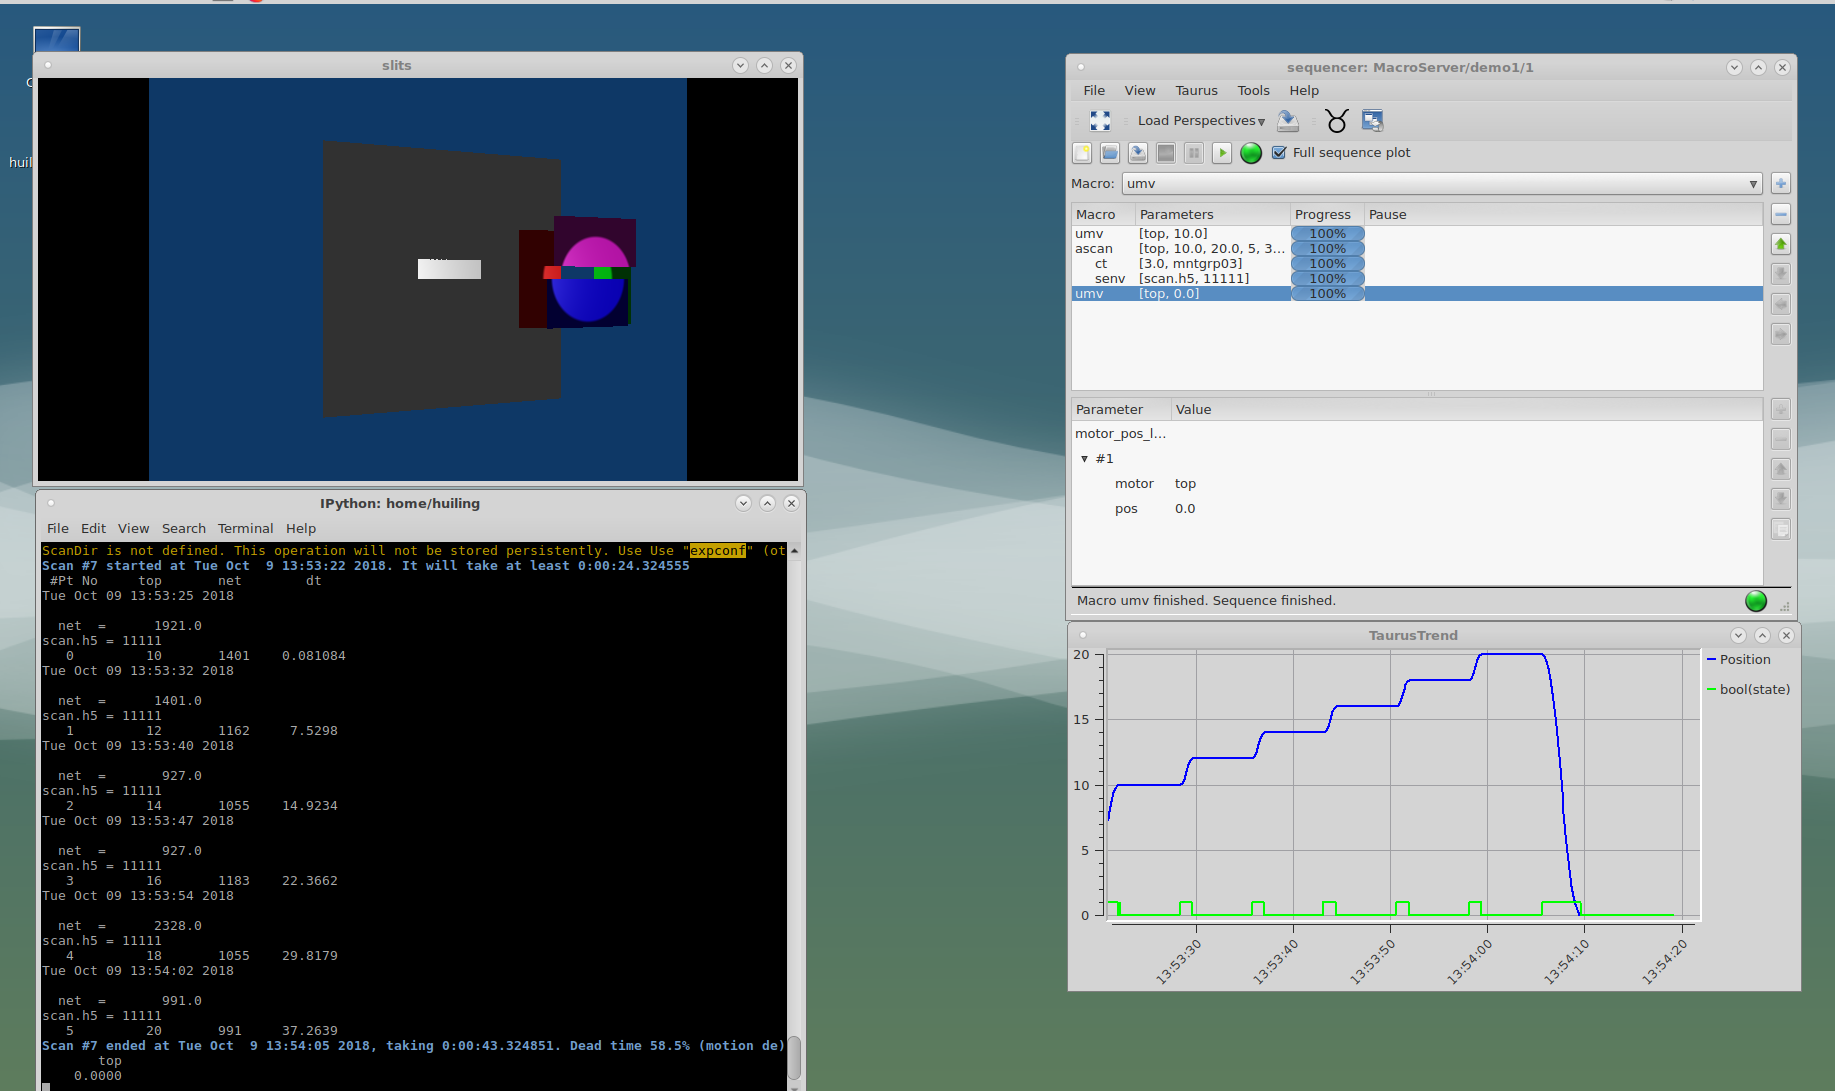 slits
huil
IPython: home/huiling
File Edit View Search Terminal Help
ScanDir is not defined. This operation will not be stored persistently. Use Use "expconf" (ot
Scan #7 started at Tue Oct  9 13:53:22 2018. It will take at least 0:00:24.324555
#Pt No     top       net        dt
Tue Oct 09 13:53:25 2018
net  =      1921.0
scan.h5 = 11111
0         10       1401    0.081084
Tue Oct 09 13:53:32 2018
net  =      1401.0
scan.h5 = 11111
1         12       1162     7.5298
Tue Oct 09 13:53:40 2018
net  =       927.0
scan.h5 = 11111
2         14       1055    14.9234
Tue Oct 09 13:53:47 2018
net  =       927.0
scan.h5 = 11111
3         16       1183    22.3662
Tue Oct 09 13:53:54 2018
net  =      2328.0
scan.h5 = 11111
4         18       1055    29.8179
Tue Oct 09 13:54:02 2018
net  =       991.0
scan.h5 = 11111
5         20       991     37.2639
Scan #7 ended at Tue Oct  9 13:54:05 2018, taking 0:00:43.324851. Dead time 58.5% (motion de)
top
0.0000
sequencer: MacroServer/demo1/1
File View Taurus Tools Help
Load Perspectives
Full sequence plot
Macro: umv
Macro Parameters Progress Pause
umv [top, 10.0] 100%
ascan [top, 10.0, 20.0, 5, 3... 100%
ct [3.0, mntgrp03] 100%
senv [scan.h5, 11111] 100%
umv [top, 0.0] 100%
Parameter Value
motor_pos_l...
#1
motor top
pos 0.0
Macro umv finished. Sequence finished.
TaurusTrend
20
15
10
5
0
13:53:30 13:53:40 13:53:50 13:54:00 13:54:10 13:54:20
Position
bool(state)